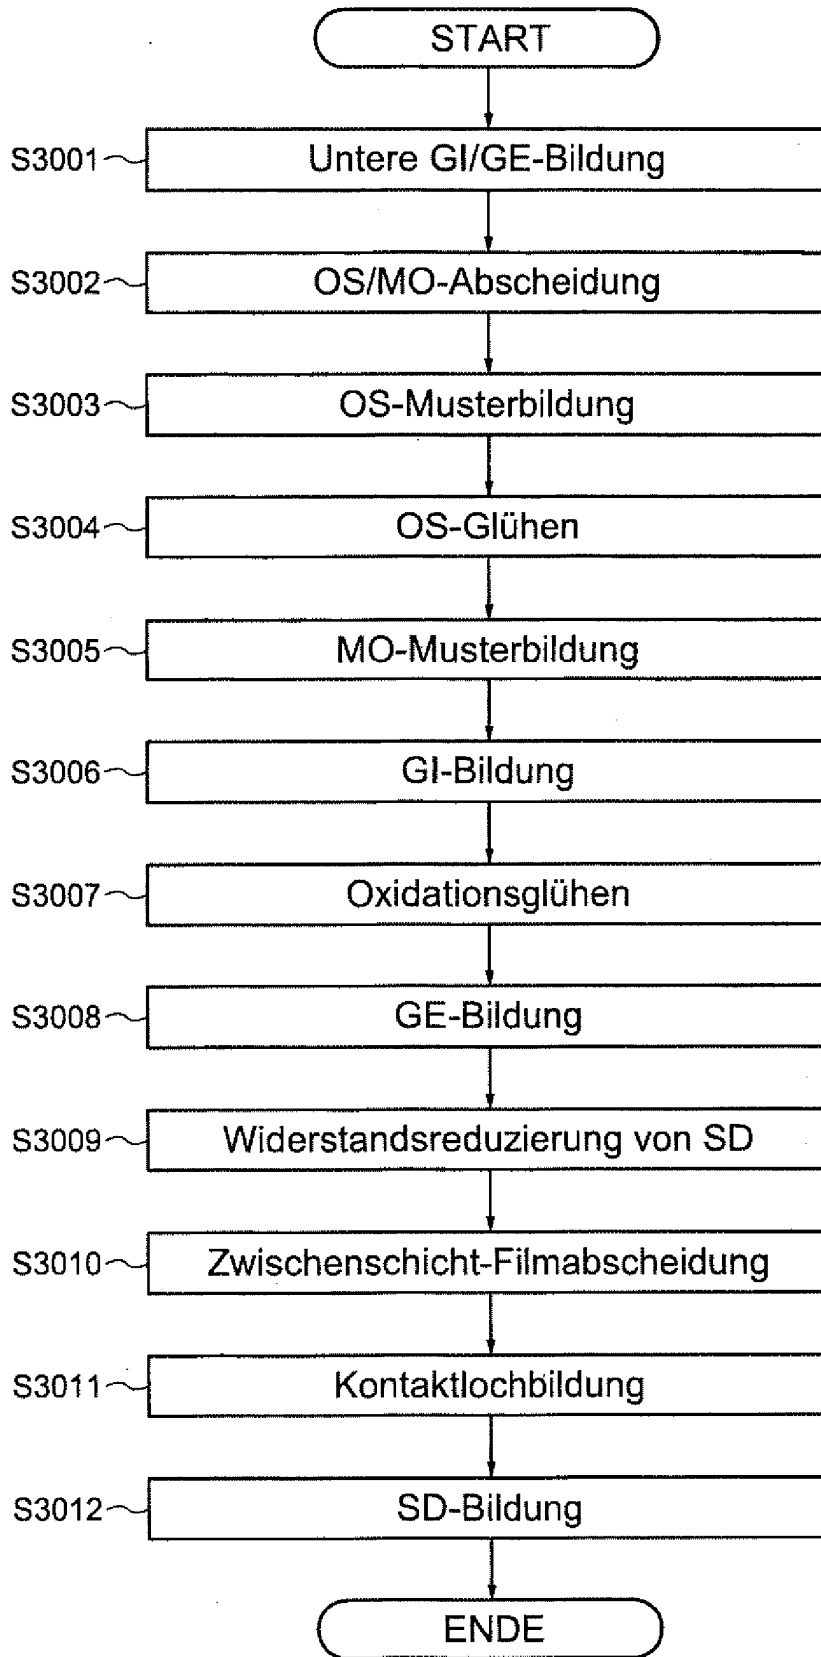 START
S3001 Untere GI/GE-Bildung
S3002 OS/MO-Abscheidung
S3003 OS-Musterbildung
S3004 OS-Glühen
S3005 MO-Musterbildung
S3006 GI-Bildung
S3007 Oxidationsglühen
S3008 GE-Bildung
S3009 Widerstandsreduzierung von SD
S3010 Zwischenschicht-Filmabscheidung
S3011 Kontaktlochbildung
S3012 SD-Bildung
ENDE